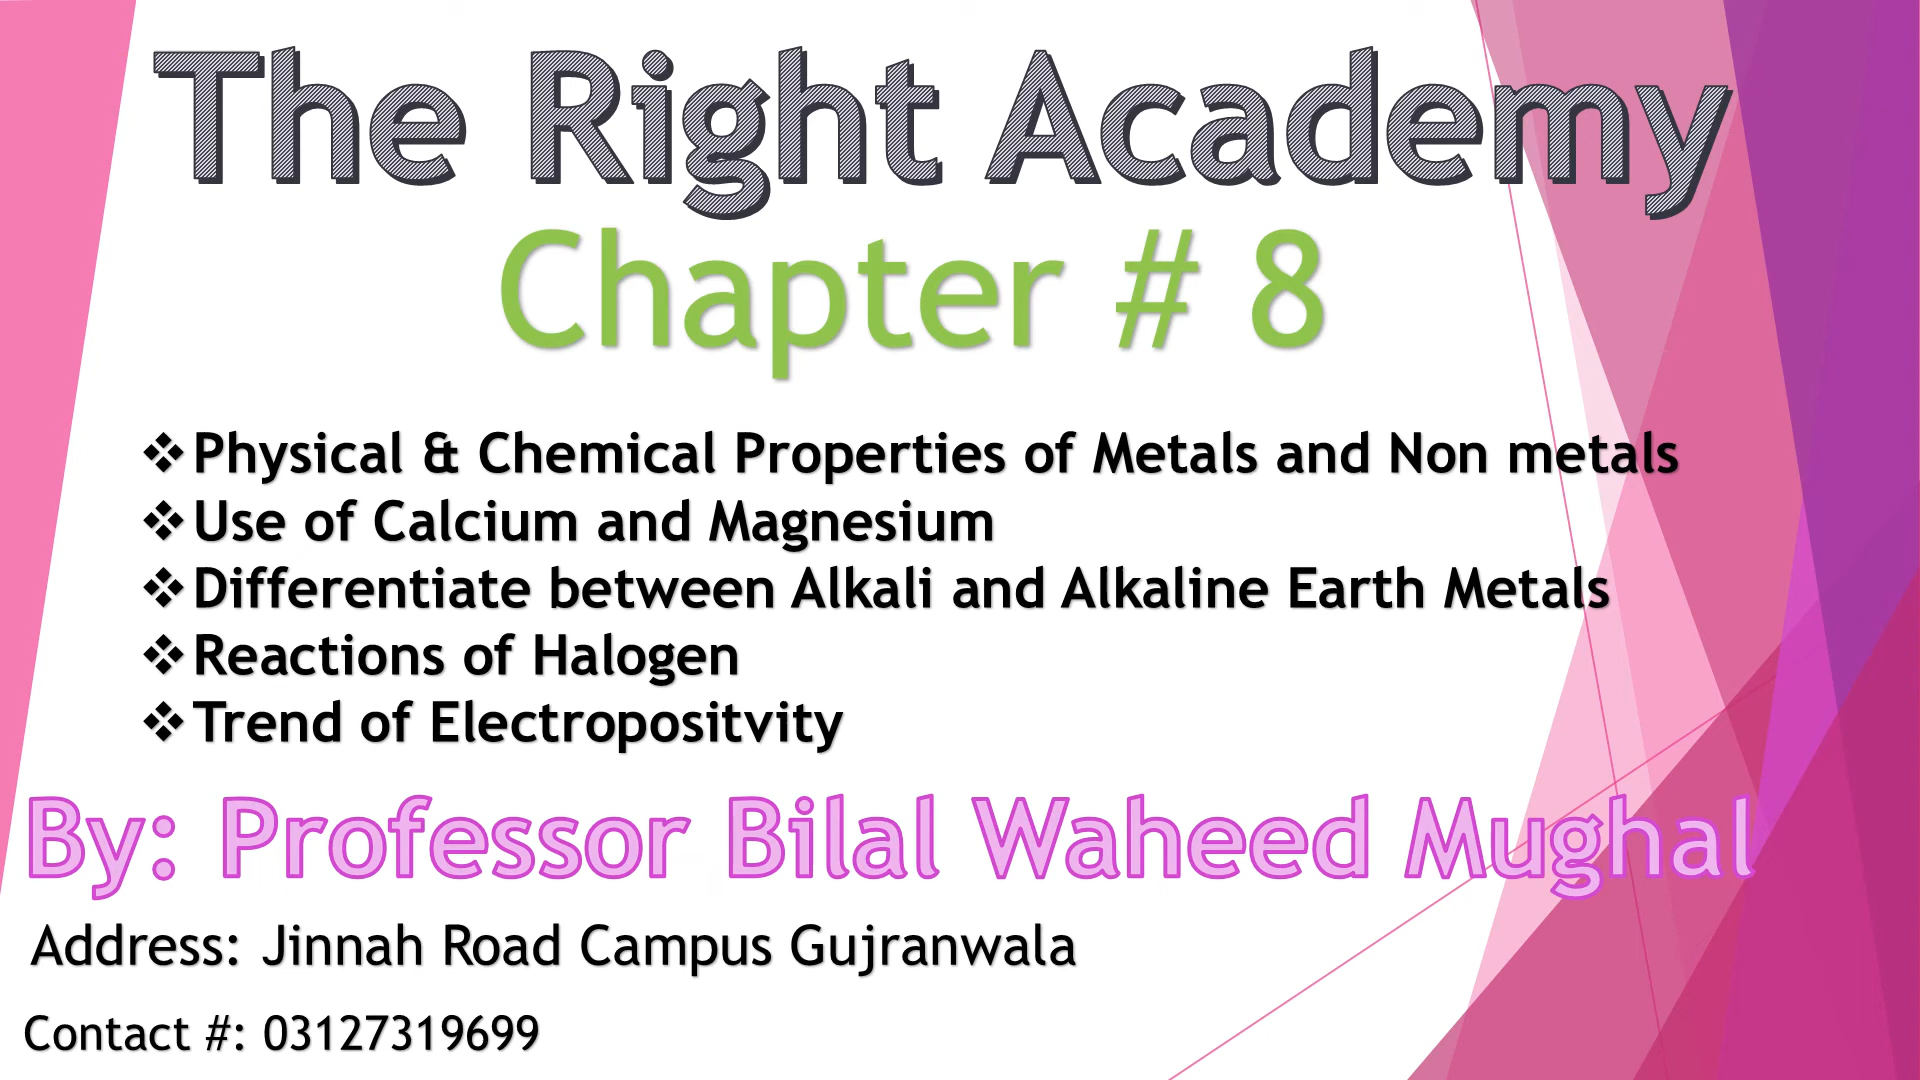 The Right Academy
Chapter # 8
❖Physical & Chemical Properties of Metals and Non metals
❖Use of Calcium and Magnesium
❖Differentiate between Alkali and Alkaline Earth Metals
❖Reactions of Halogen
❖Trend of Electropositvity
By: Professor Bilal Waheed Mughal
Address: Jinnah Road Campus Gujranwala
Contact #: 03127319699